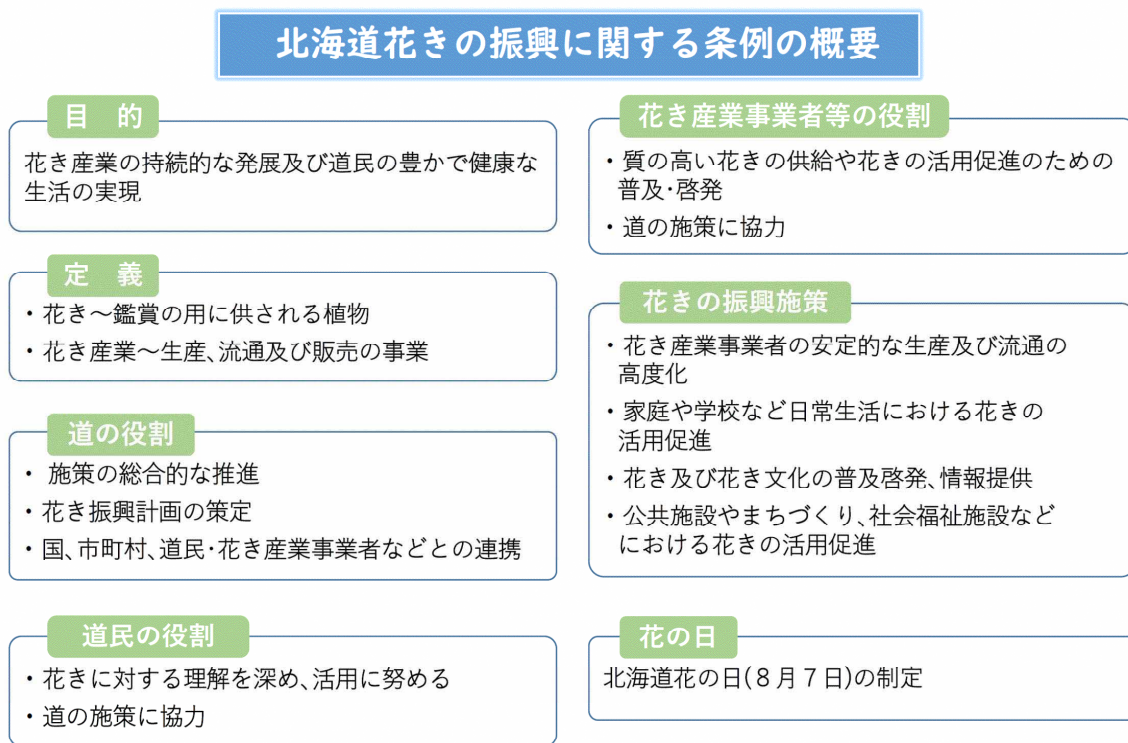 北海道花きの振興に関する条例の概要
目　的
花き産業の持続的な発展及び道民の豊かで健康な
生活の実現
定　義
・花き～鑑賞の用に供される植物
・花き産業～生産、流通及び販売の事業
道の役割
・ 施策の総合的な推進
・花き振興計画の策定
・国、市町村、道民・花き産業事業者などとの連携
道民の役割
・花きに対する理解を深め、活用に努める
・道の施策に協力
花き産業事業者等の役割
・質の高い花きの供給や花きの活用促進のための
普及・啓発
・道の施策に協力
花きの振興施策
・花き産業事業者の安定的な生産及び流通の
高度化
・家庭や学校など日常生活における花きの
活用促進
・花き及び花き文化の普及啓発、情報提供
・公共施設やまちづくり、社会福祉施設など
における花きの活用促進
花の日
北海道花の日(８月７日)の制定